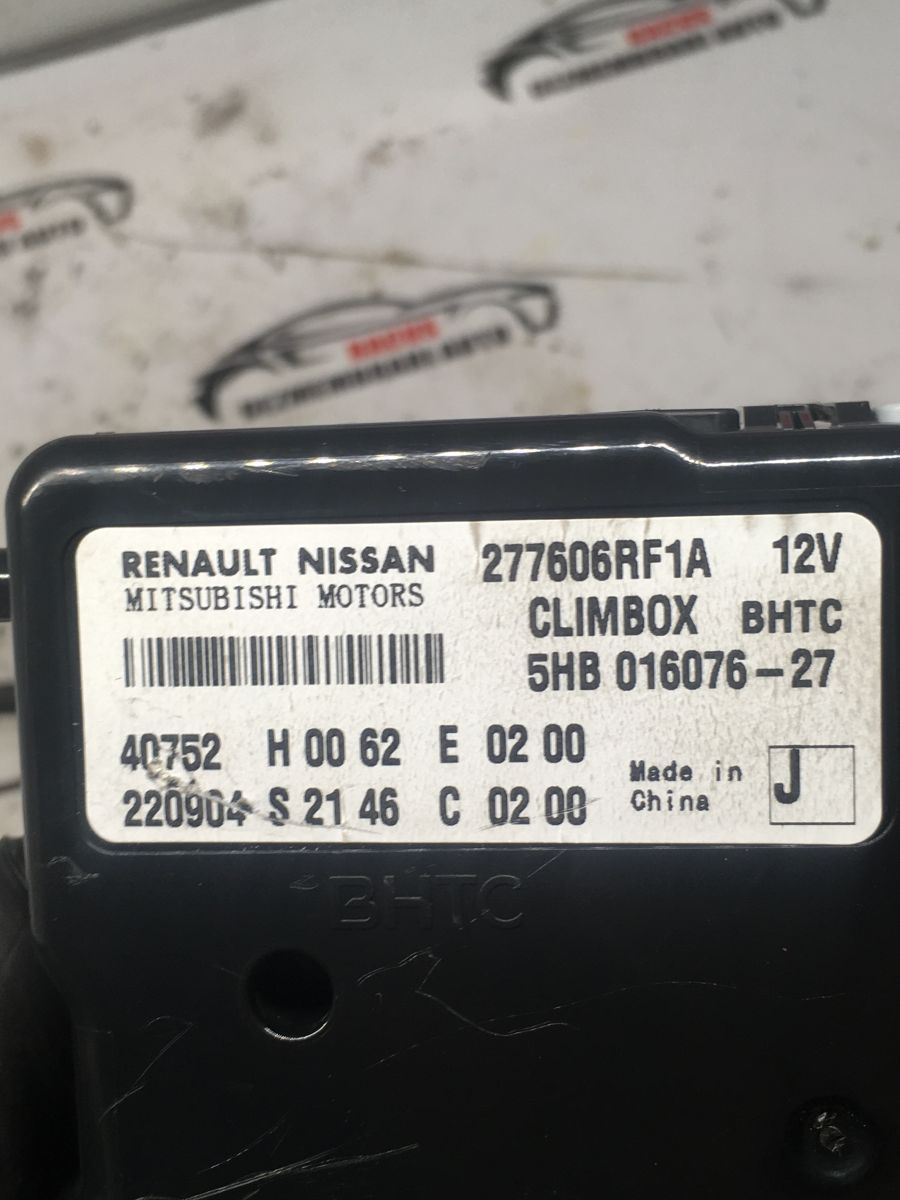 RENAULT NISSAN 277606RF1A 12V
MITSUBISHI MOTORS CLIMBOX BHTC
5HB 016076-27
40752 H 00 62 E 02 00
220904 S 21 46 C 02 00
Made in
China
J
BHTC